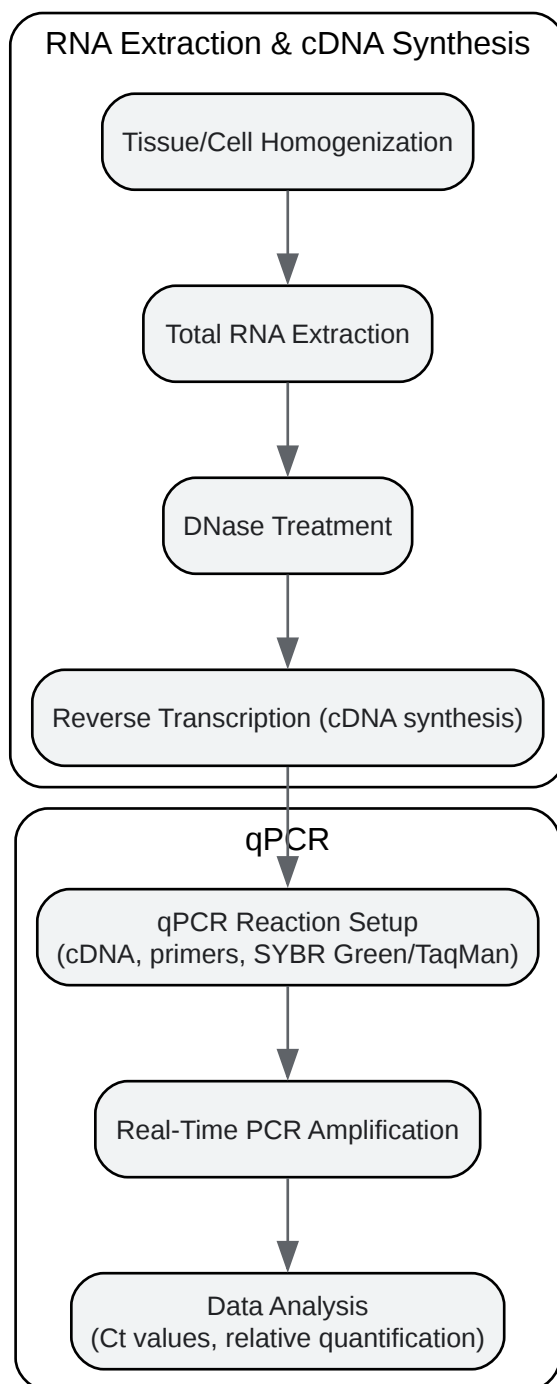 RNA Extraction & cDNA Synthesis
Tissue/Cell Homogenization
Total RNA Extraction
DNase Treatment
Reverse Transcription (cDNA synthesis)
qPCR
qPCR Reaction Setup
(cDNA, primers, SYBR Green/TaqMan)
Real-Time PCR Amplification
Data Analysis
(Ct values, relative quantification)